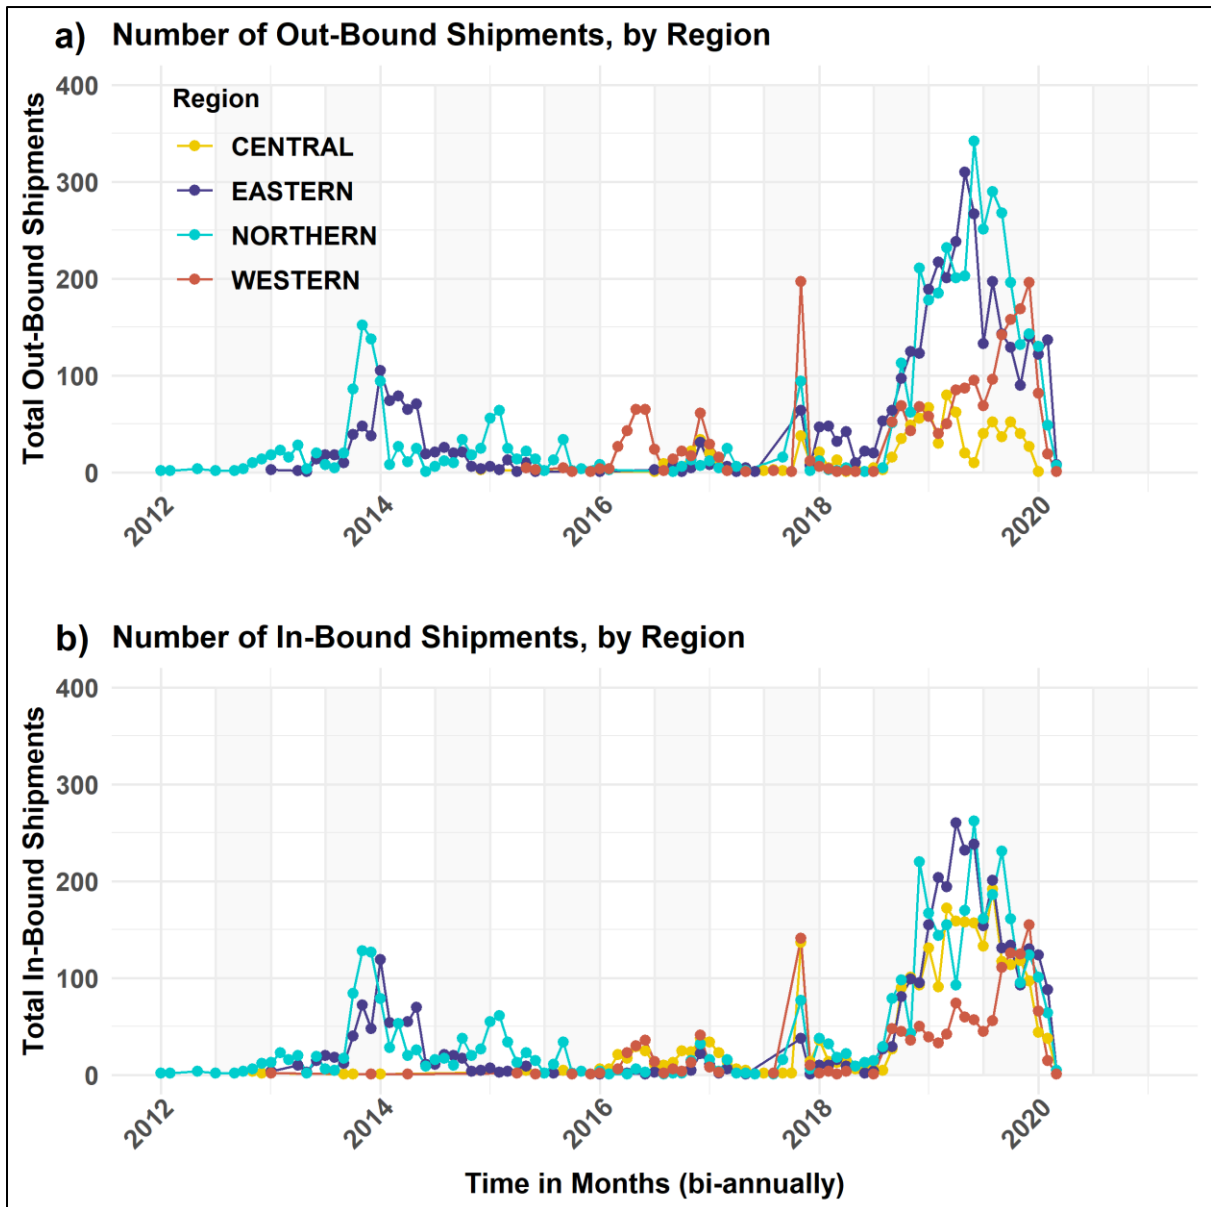 a) Number of Out-Bound Shipments, by Region
Total Out-Bound Shipments
400
300
200
100
0
Region
CENTRAL
EASTERN
NORTHERN
WESTERN
2012
2014
2016
2018
2020
b) Number of In-Bound Shipments, by Region
Total In-Bound Shipments
400
300
200
100
0
2012
2014
2016
2018
2020
Time in Months (bi-annually)